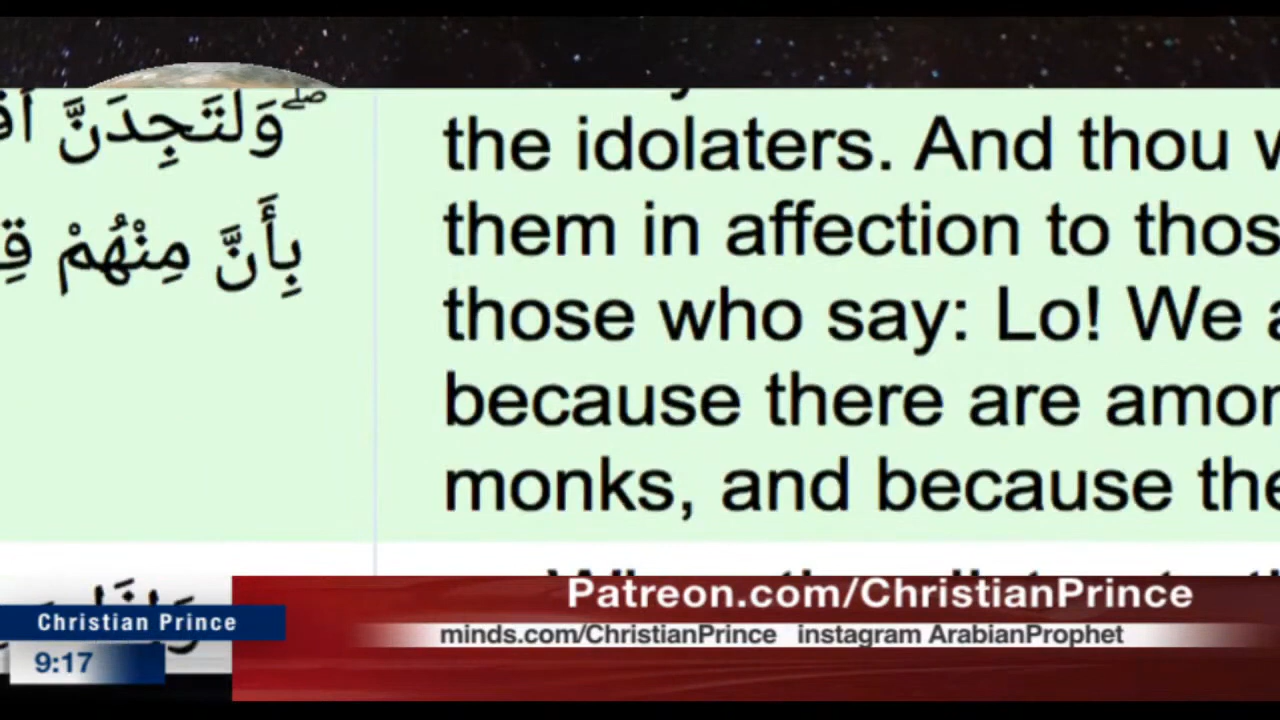 ۖ وَلَتَجِدَنَّ
بِأَنَّ مِنْهُمْ
the idolaters. And thou
them in affection to
those who say: Lo! We
because there are
monks, and because
Patreon.com/ChristianPrince
minds.com/ChristianPrince instagram ArabianProphet
Christian Prince
9:17